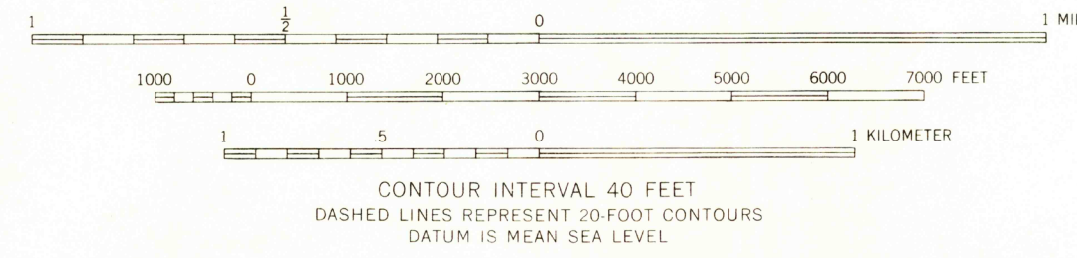 1 ½ 0 1 MI
1000 0 1000 2000 3000 4000 5000 6000 7000 FEET
1 .5 0 1 KILOMETER
CONTOUR INTERVAL 40 FEET
DASHED LINES REPRESENT 20-FOOT CONTOURS
DATUM IS MEAN SEA LEVEL